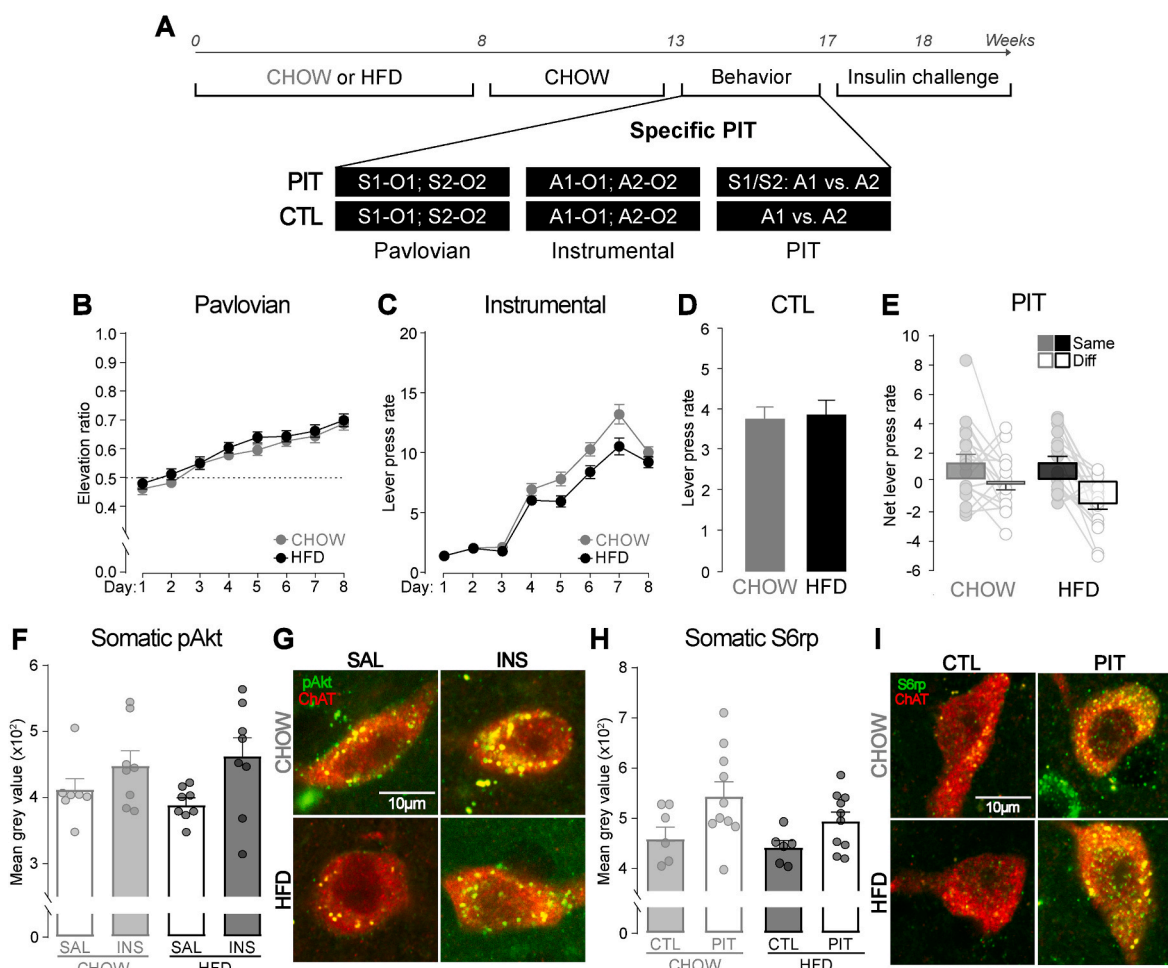 A
0 8 13 17 18 Weeks
CHOW or HFD CHOW Behavior Insulin challenge
Specific PIT
PIT S1-O1; S2-O2 A1-O1; A2-O2 S1/S2: A1 vs. A2
CTL S1-O1; S2-O2 A1-O1; A2-O2 A1 vs. A2
Pavlovian Instrumental PIT
B Pavlovian
Elevation ratio
1.0
0.9
0.8
0.7
0.6
0.5
0.4
0.0
CHOW
HFD
Day: 1 2 3 4 5 6 7 8
C Instrumental
Lever press rate
20
15
10
5
0
CHOW
HFD
Day: 1 2 3 4 5 6 7 8
D CTL
Lever press rate
6
5
4
3
2
1
0
CHOW HFD
E PIT
Same
Diff
Net lever press rate
10
8
6
4
2
0
-2
-4
-6
CHOW HFD
F Somatic pAkt
Mean grey value (x10²)
6
5
4
3
0
SAL INS SAL INS
CHOW HFD
G
SAL INS
pAkt
ChAT
CHOW
10µm
HFD
H Somatic S6rp
Mean grey value (x10²)
8
7
6
5
4
0
CTL PIT CTL PIT
CHOW HFD
I
CTL PIT
S6rp
ChAT
CHOW
10µm
HFD